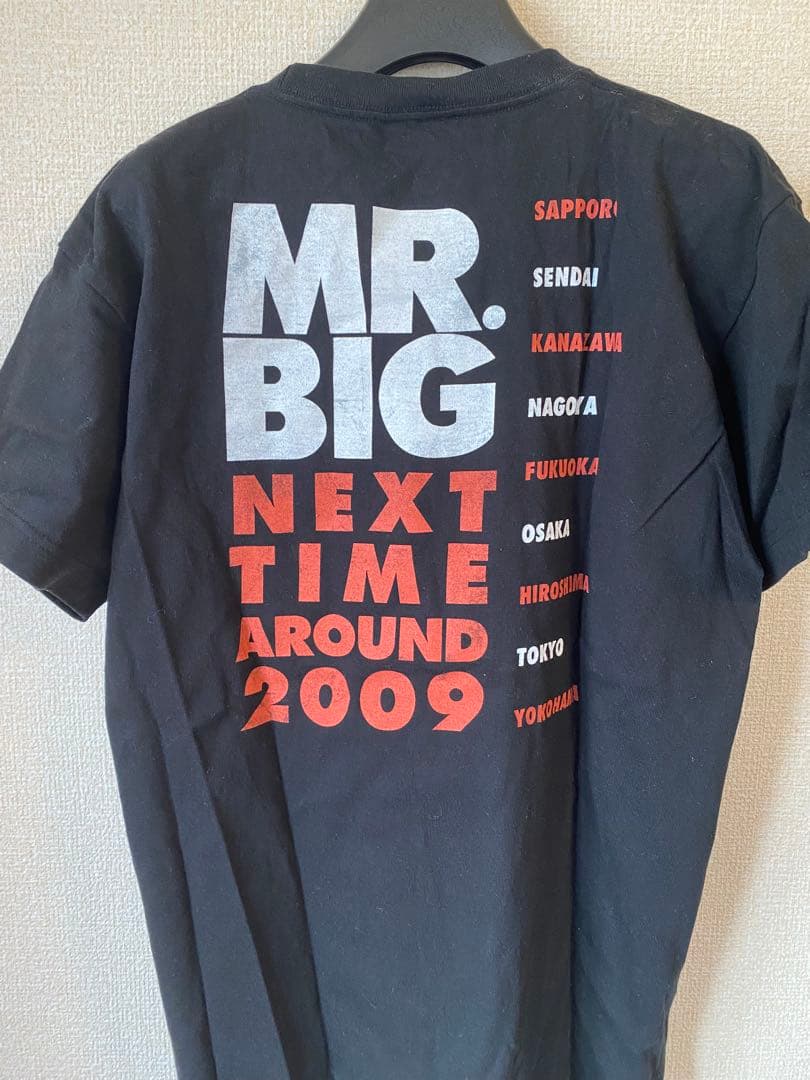 MR.
BIG
NEXT
TIME
AROUND
2009
SAPPORO
SENDAI
KANAZAWA
NAGOYA
FUKUOKA
OSAKA
HIROSHIMA
TOKYO
YOKOHAMA